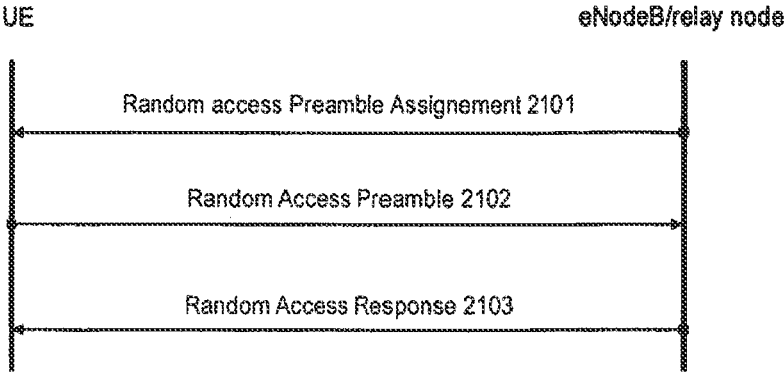 UE
eNodeB/relay node
Random access Preamble Assignement 2101
Random Access Preamble 2102
Random Access Response 2103